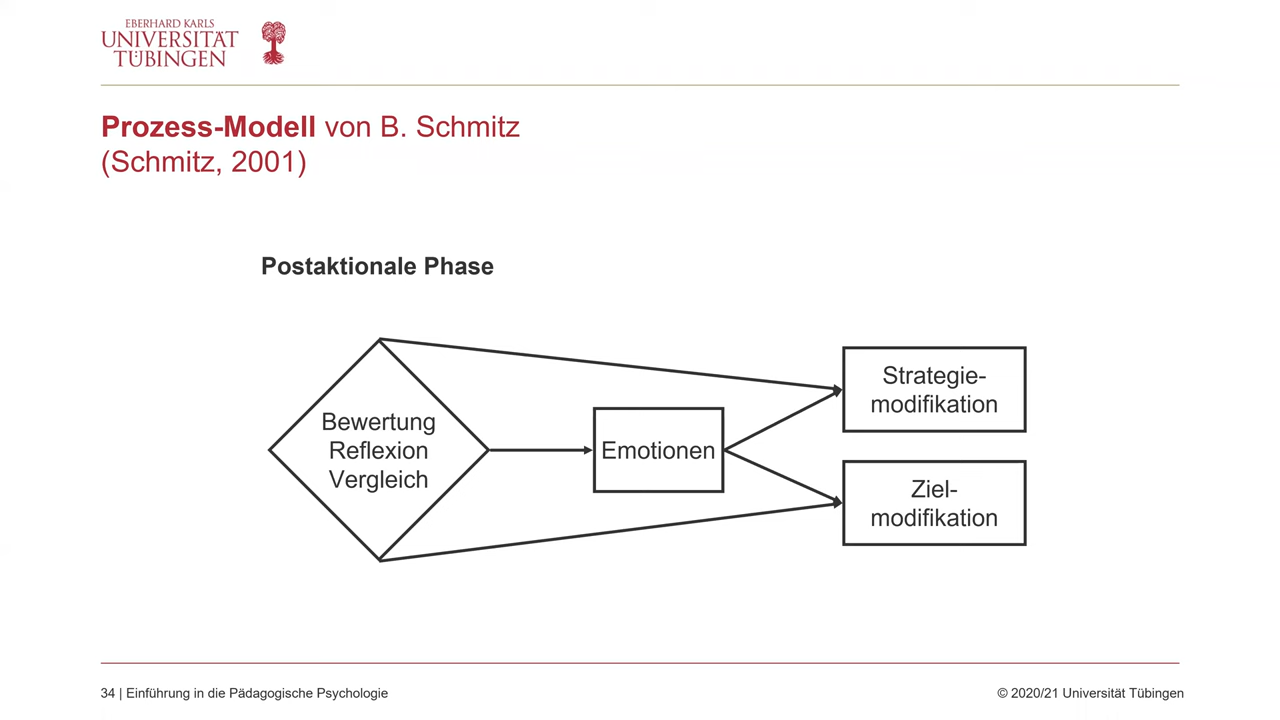 EBERHARD KARLS
UNIVERSITÄT
TÜBINGEN
Prozess-Modell von B. Schmitz
(Schmitz, 2001)
Postaktionale Phase
Bewertung
Reflexion
Vergleich
Emotionen
Strategie-
modifikation
Ziel-
modifikation
34 | Einführung in die Pädagogische Psychologie
© 2020/21 Universität Tübingen